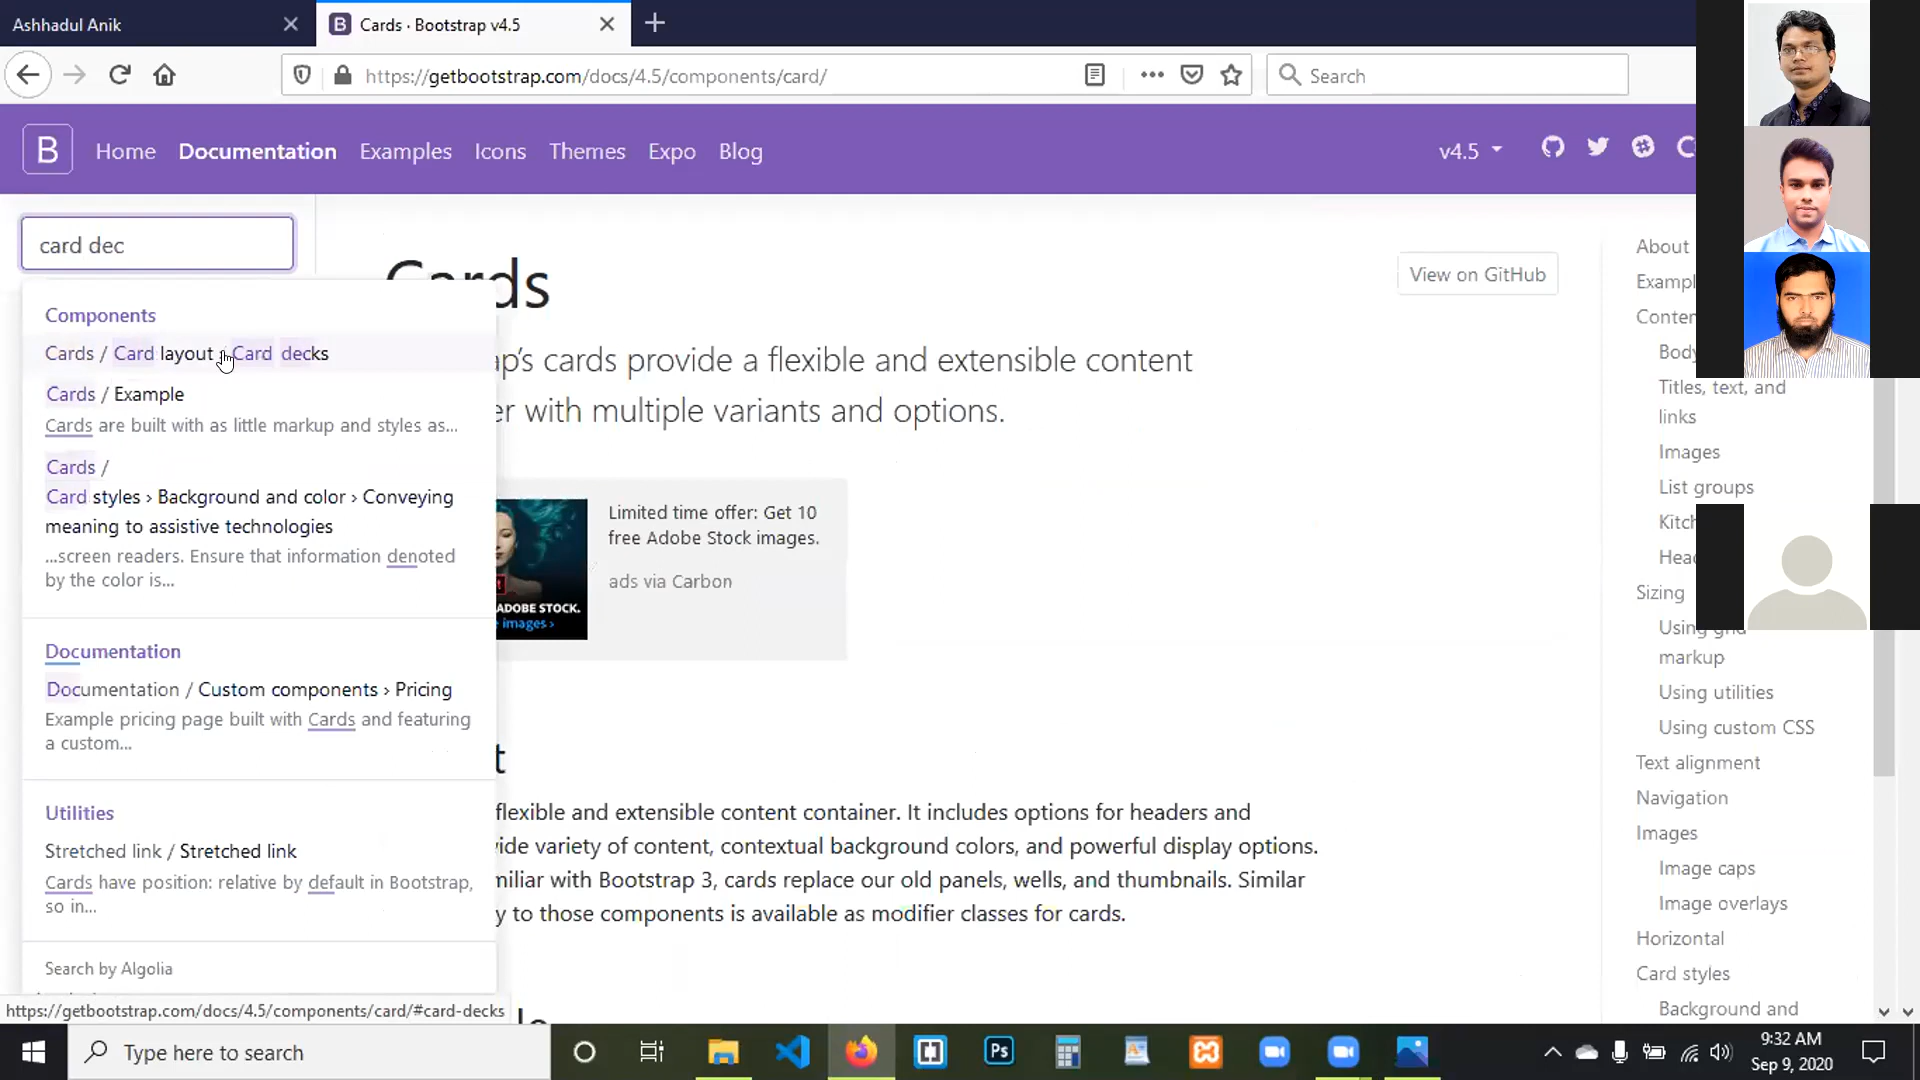 Ashhadul Anik
B Cards · Bootstrap v4.5
https://getbootstrap.com/docs/4.5/components/card/
Search
B Home Documentation Examples Icons Themes Expo Blog
v4.5
card dec
Components
Cards / Card layout › Card decks
Cards / Example
Cards are built with as little markup and styles as...
Cards /
Card styles › Background and color › Conveying
meaning to assistive technologies
...screen readers. Ensure that information denoted
by the color is...
Documentation
Documentation / Custom components › Pricing
Example pricing page built with Cards and featuring
a custom...
Utilities
Stretched link / Stretched link
Cards have position: relative by default in Bootstrap,
so in...
Search by Algolia
https://getbootstrap.com/docs/4.5/components/card/#card-decks
Cards
View on GitHub
ap's cards provide a flexible and extensible content
er with multiple variants and options.
Limited time offer: Get 10
free Adobe Stock images.
ads via Carbon
ADOBE STOCK.
e images ›
t
flexible and extensible content container. It includes options for headers and
ide variety of content, contextual background colors, and powerful display options.
miliar with Bootstrap 3, cards replace our old panels, wells, and thumbnails. Similar
y to those components is available as modifier classes for cards.
About
Exampl
Conten
Body
Titles, text, and
links
Images
List groups
Kitch
Head
Sizing
Using grid
markup
Using utilities
Using custom CSS
Text alignment
Navigation
Images
Image caps
Image overlays
Horizontal
Card styles
Background and
Type here to search
Ps
9:32 AM
Sep 9, 2020